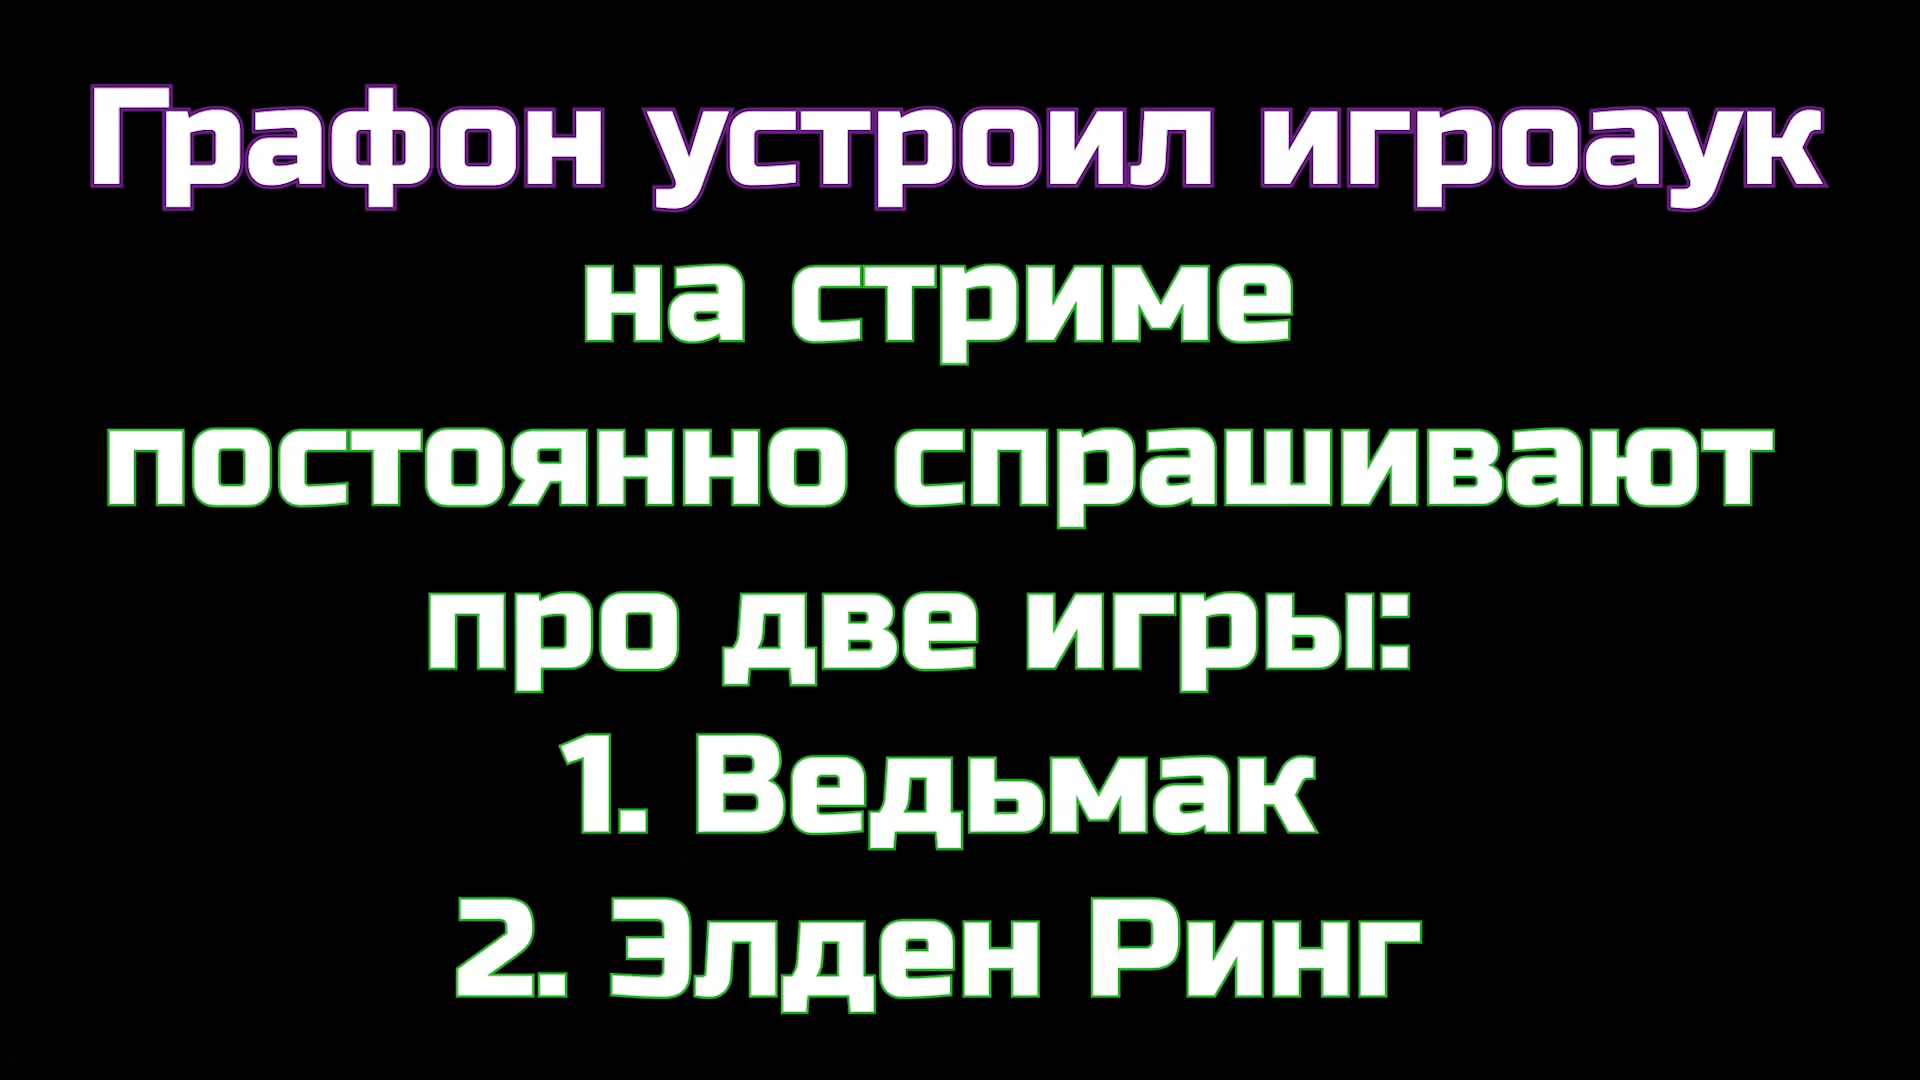 Графон устроил игроаук
на стриме
постоянно спрашивают
про две игры:
1. Ведьмак
2. Элден Ринг